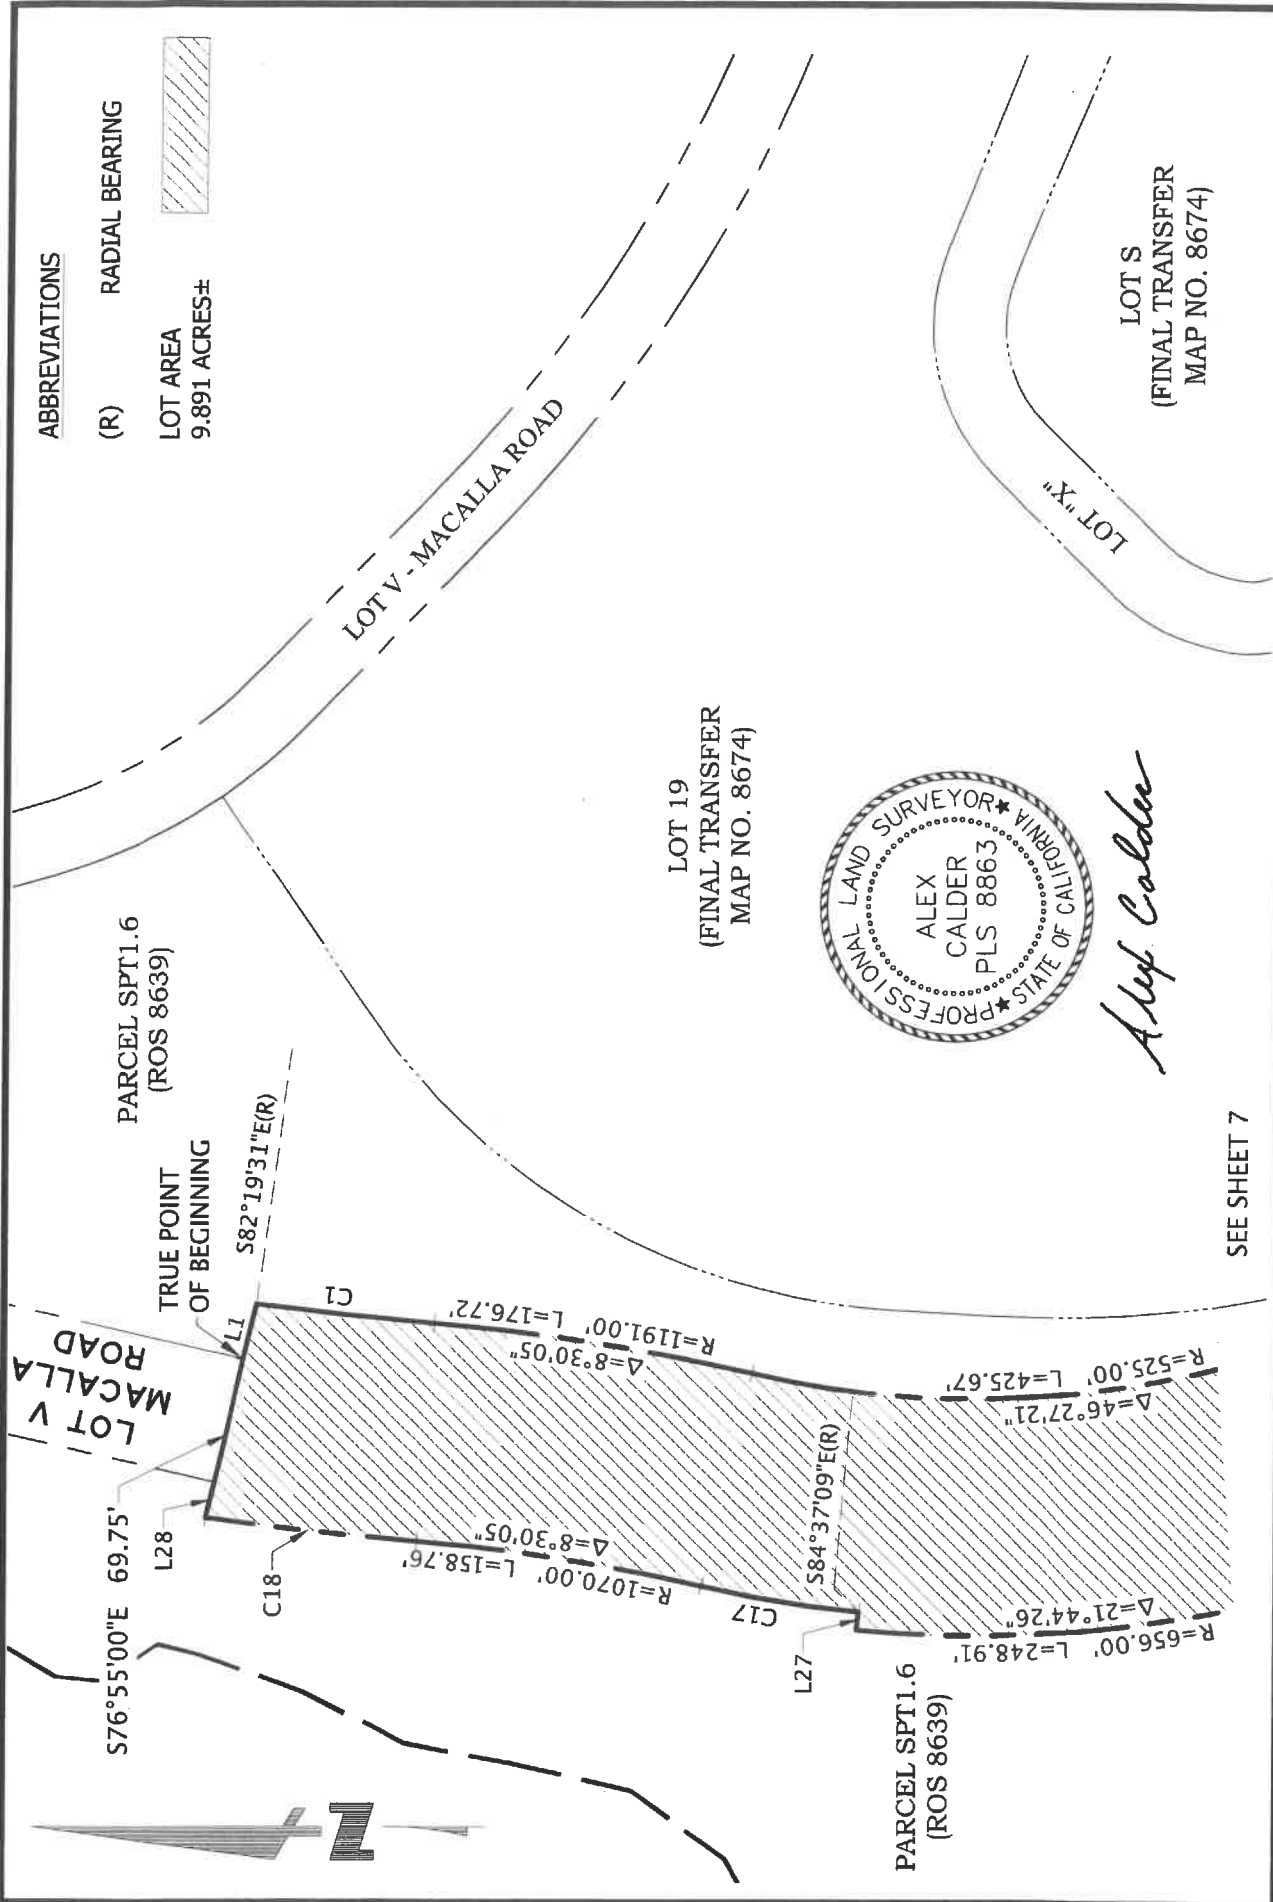 ABBREVIATIONS
(R) RADIAL BEARING
LOT AREA
9.891 ACRES±
LOT V - MACALLA ROAD
LOT "X"
LOT S
(FINAL TRANSFER
MAP NO. 8674)
PARCEL SPT1.6
(ROS 8639)
LOT 19
(FINAL TRANSFER
MAP NO. 8674)
PROFESSIONAL LAND SURVEYOR
ALEX
CALDER
PLS 8863
STATE OF CALIFORNIA
Alex Calder
TRUE POINT
OF BEGINNING
S82°19'31"E(R)
LOT V
MACALLA
ROAD
L1
C1
R=1191.00' L=176.72'
Δ=8°30'05"
R=525.00' L=425.67'
Δ=46°27'21"
S76°55'00"E 69.75'
L28
C18
Δ=8°30'05"
R=1070.00' L=158.76'
C17
S84°37'09"E(R)
L27
Δ=21°44'26"
R=656.00' L=248.91'
PARCEL SPT1.6
(ROS 8639)
SEE SHEET 7
Z